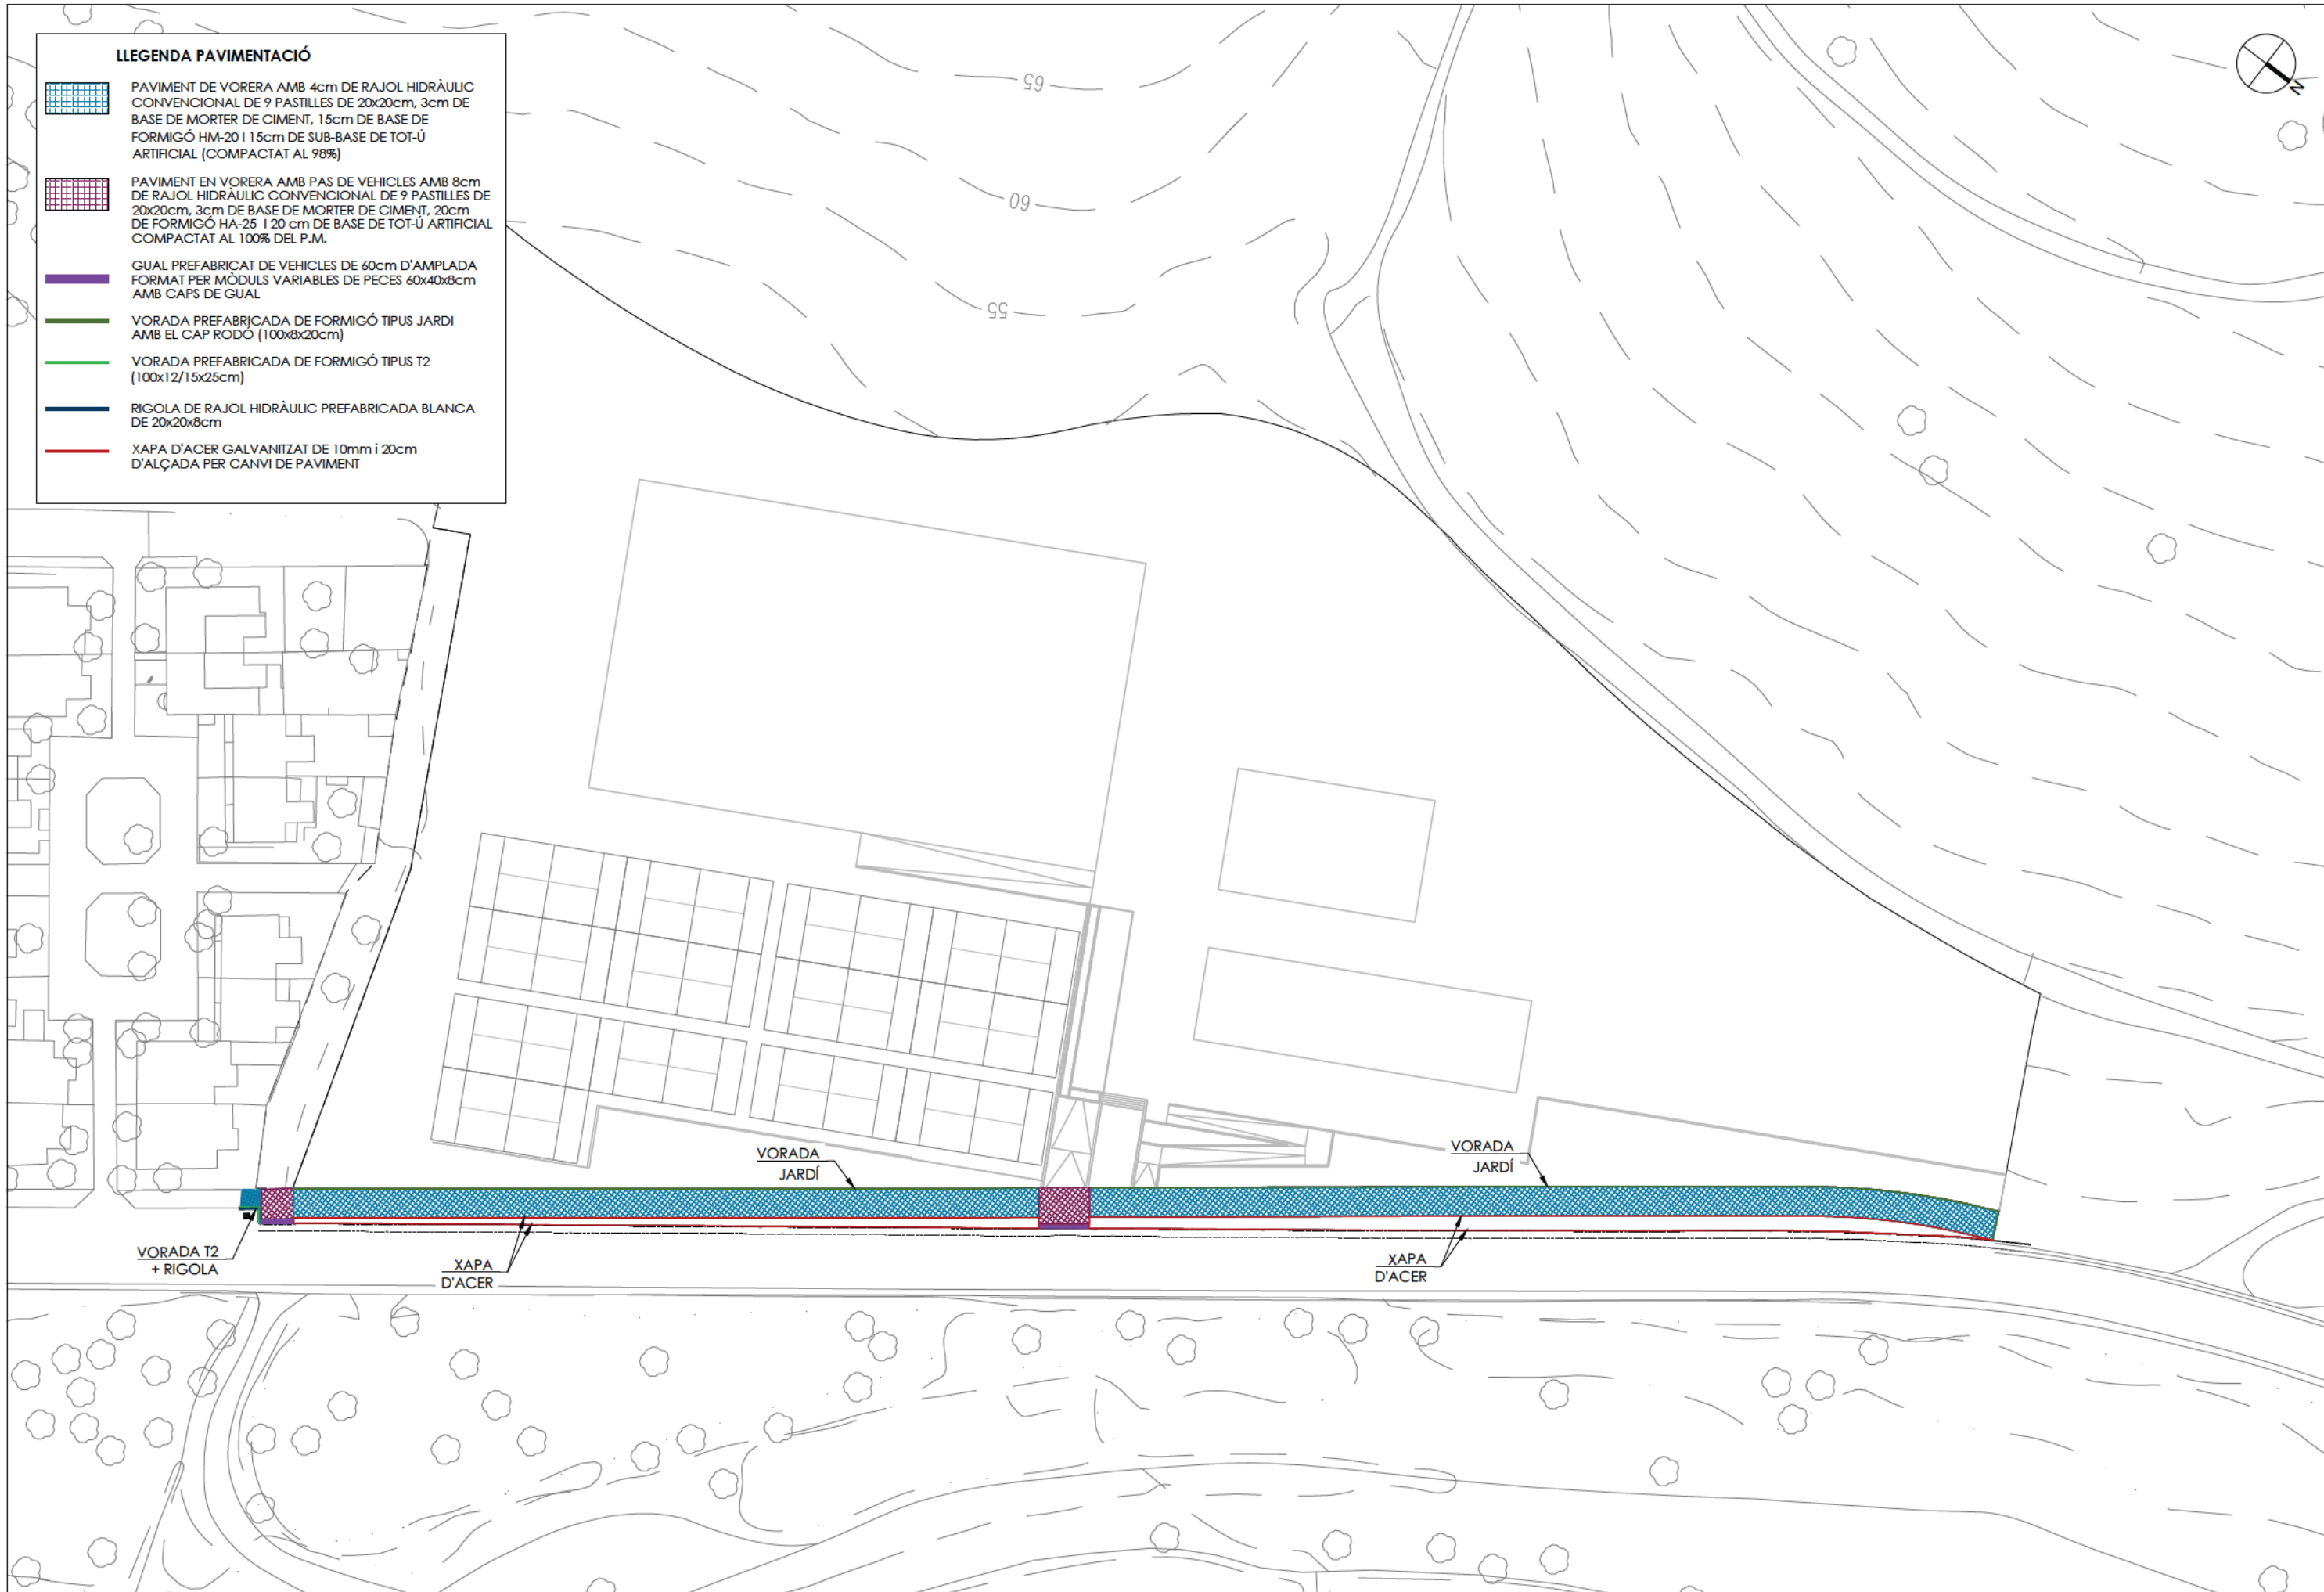 LLEGENDA PAVIMENTACIÓ
PAVIMENT DE VORERA AMB 4cm DE RAJOL HIDRÀULIC
CONVENCIONAL DE 9 PASTILLES DE 20x20cm, 3cm DE
BASE DE MORTER DE CIMENT, 15cm DE BASE DE
FORMIGÓ HM-20 I 15cm DE SUB-BASE DE TOT-Ú
ARTIFICIAL (COMPACTAT AL 98%)
PAVIMENT EN VORERA AMB PAS DE VEHICLES AMB 8cm
DE RAJOL HIDRÀULIC CONVENCIONAL DE 9 PASTILLES DE
20x20cm, 3cm DE BASE DE MORTER DE CIMENT, 20cm
DE FORMIGÓ HA-25 I 20 cm DE BASE DE TOT-Ú ARTIFICIAL
COMPACTAT AL 100% DEL P.M.
GUAL PREFABRICAT DE VEHICLES DE 60cm D'AMPLADA
FORMAT PER MÒDULS VARIABLES DE PECES 60x40x8cm
AMB CAPS DE GUAL
VORADA PREFABRICADA DE FORMIGÓ TIPUS JARDI
AMB EL CAP RODÓ (100x8x20cm)
VORADA PREFABRICADA DE FORMIGÓ TIPUS T2
(100x12/15x25cm)
RIGOLA DE RAJOL HIDRÀULIC PREFABRICADA BLANCA
DE 20x20x8cm
XAPA D'ACER GALVANITZAT DE 10mm i 20cm
D'ALÇADA PER CANVI DE PAVIMENT
N
65
60
55
VORADA
JARDÍ
VORADA
JARDÍ
VORADA T2
+ RIGOLA
XAPA
D'ACER
XAPA
D'ACER